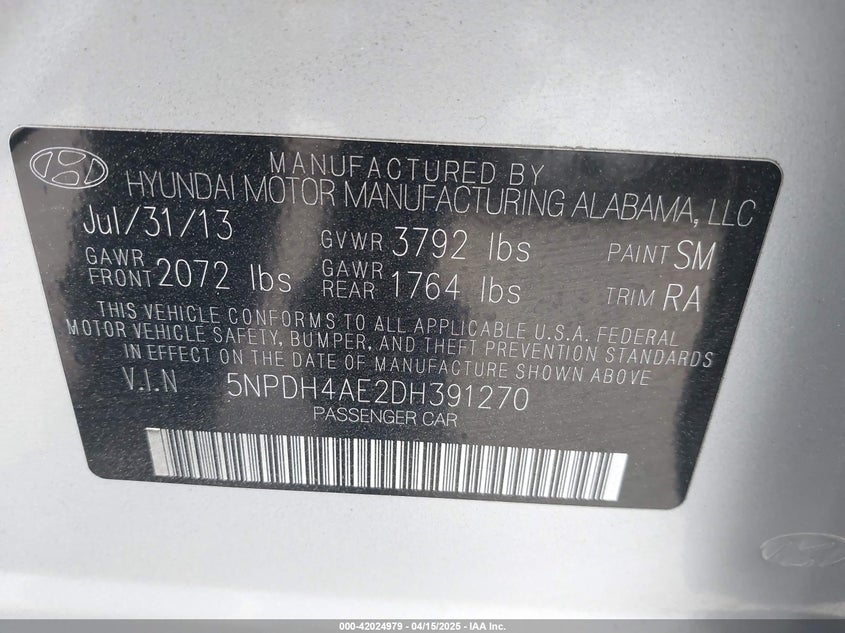 MANUFACTURED BY
HYUNDAI MOTOR MANUFACTURING ALABAMA, LLC
Jul/31/13 GVWR 3792 lbs PAINT SM
GAWR FRONT 2072 lbs GAWR REAR 1764 lbs TRIM RA
THIS VEHICLE CONFORMS TO ALL APPLICABLE U.S.A. FEDERAL
MOTOR VEHICLE SAFETY, BUMPER, AND THEFT PREVENTION STANDARDS
IN EFFECT ON THE DATE OF MANUFACTURE SHOWN ABOVE
V.I.N 5NPDH4AE2DH391270
PASSENGER CAR
000-42024979 - 04/15/2025 - IAA Inc.